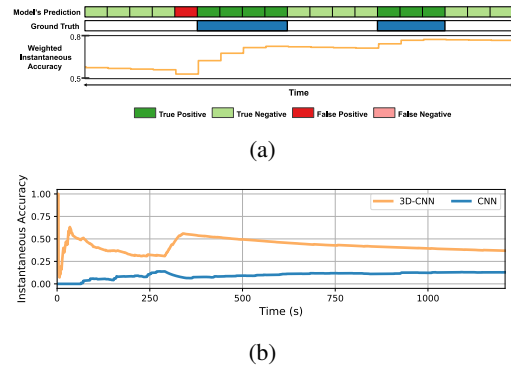 Model's Prediction
Ground Truth
0.8
Weighted
Instantaneous
Accuracy
0.5
Time
True Positive True Negative False Positive False Negative
(a)
1.00
0.75
0.50
0.25
0.00
Instantaneous Accuracy
3D-CNN CNN
0 250 500 750 1000
Time (s)
(b)